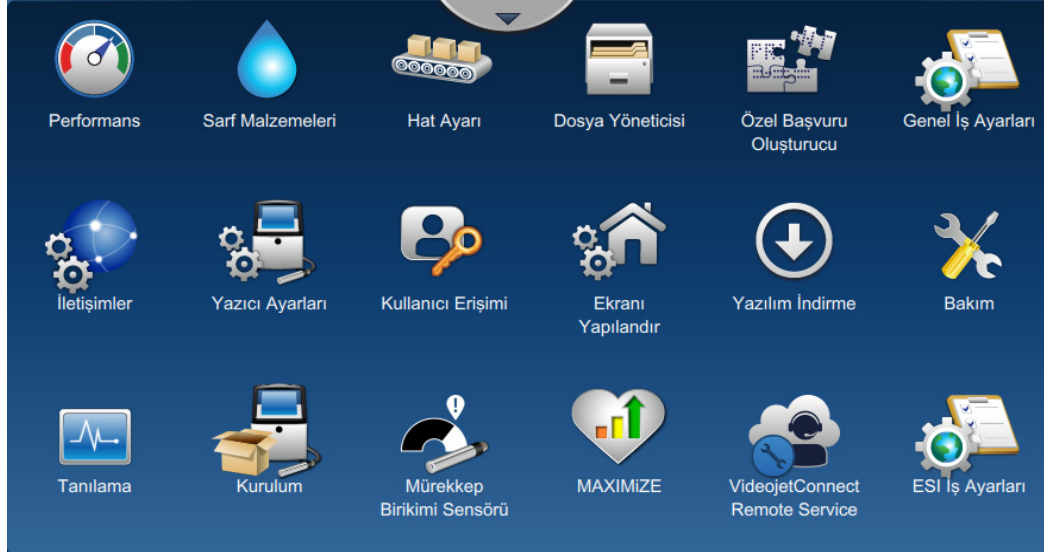 Performans
Sarf Malzemeleri
Hat Ayarı
Dosya Yöneticisi
Özel Başvuru
Oluşturucu
Genel İş Ayarları
İletişimler
Yazıcı Ayarları
Kullanıcı Erişimi
Ekranı
Yapılandır
Yazılım İndirme
Bakım
Tanılama
Kurulum
Mürekkep
Birikimi Sensörü
MAXIMiZE
VideojetConnect
Remote Service
ESI İş Ayarları